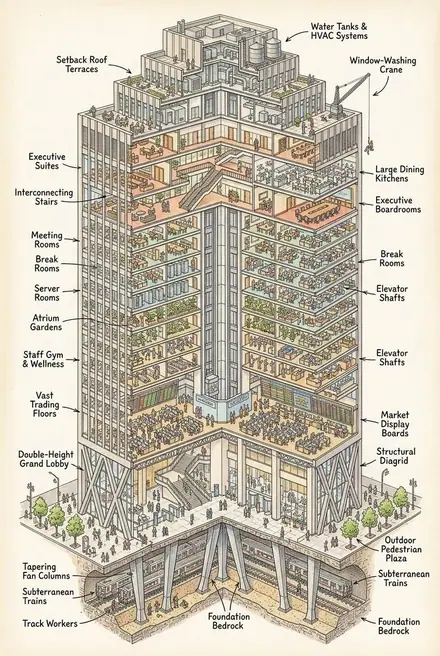 Water Tanks &
HVAC Systems
Setback Roof
Terraces
Window-Washing
Crane
Executive
Suites
Interconnecting
Stairs
Meeting
Rooms
Break
Rooms
Server
Rooms
Atrium
Gardens
Staff Gym
& Wellness
Vast
Trading
Floors
Double-Height
Grand Lobby
Large Dining
Kitchens
Executive
Boardrooms
Break
Rooms
Elevator
Shafts
Elevator
Shafts
Market
Display
Boards
Structural
Diagrid
Outdoor
Pedestrian
Plaza
Tapering
Fan Columns
Subterranean
Trains
Track Workers
Foundation
Bedrock
Subterranean
Trains
Foundation
Bedrock